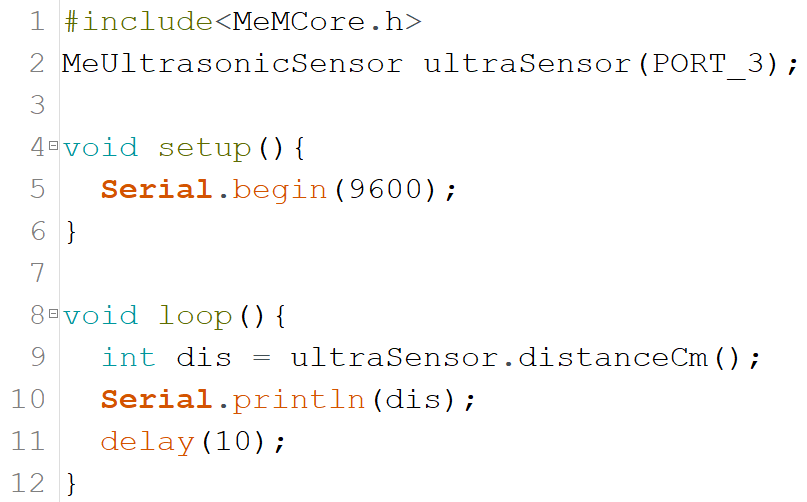 1 #include<MeMCore.h>
2 MeUltrasonicSensor ultraSensor(PORT_3);
3
4 void setup(){
5   Serial.begin(9600);
6 }
7
8 void loop(){
9   int dis = ultraSensor.distanceCm();
10   Serial.println(dis);
11   delay(10);
12 }